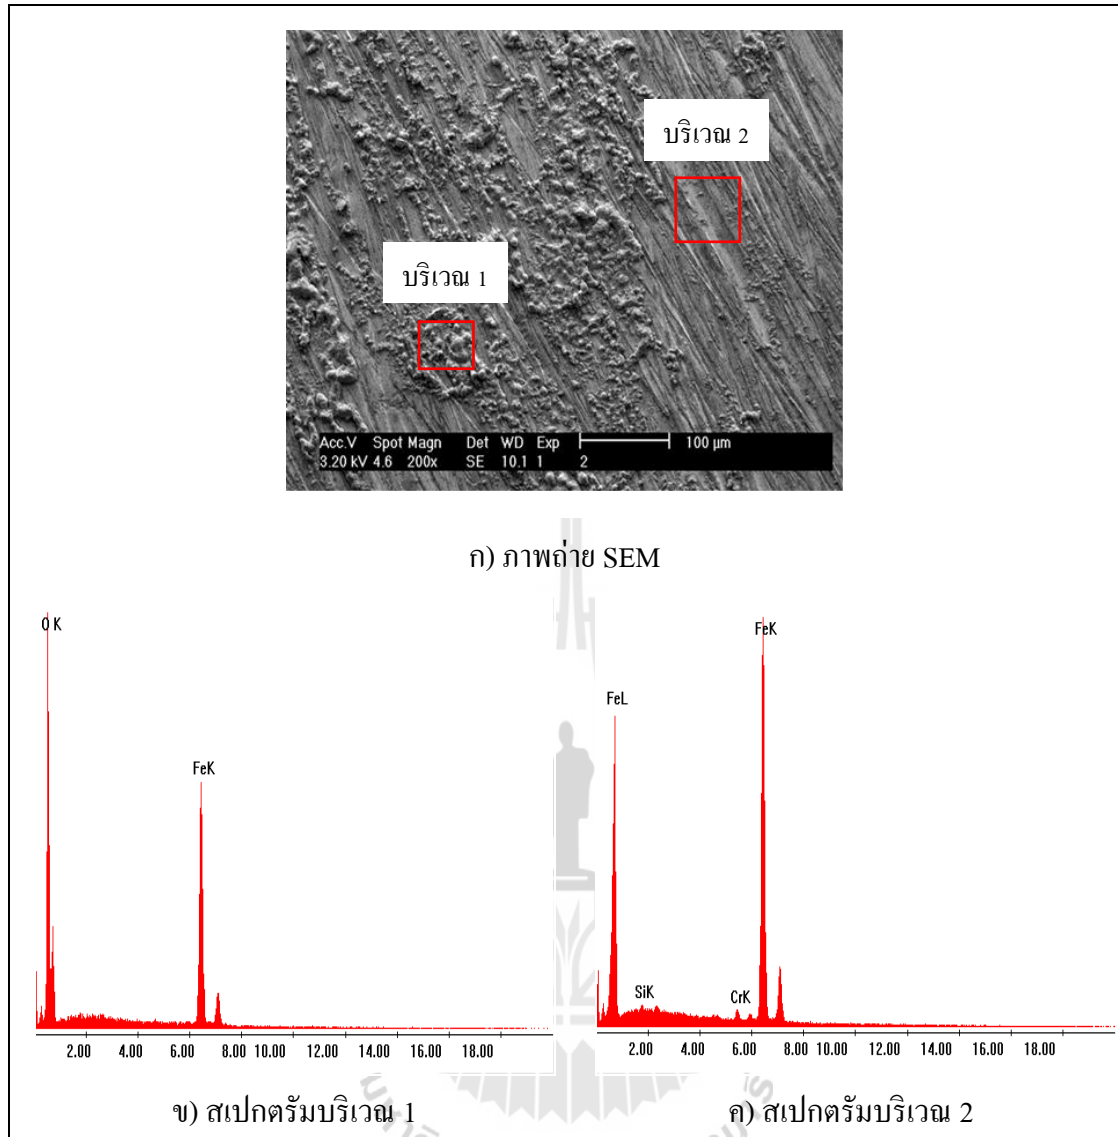 บริเวณ 2
บริเวณ 1
Acc.V Spot Magn Det WD Exp 100 µm
3.20 kV 4.6 200x SE 10.1 1 2
ก) ภาพถ่าย SEM
O K
FeK
2.00 4.00 6.00 8.00 10.00 12.00 14.00 16.00 18.00
ข) สเปกตรัมบริเวณ 1
FeK
FeL
SiK
CrK
2.00 4.00 6.00 8.00 10.00 12.00 14.00 16.00 18.00
ค) สเปกตรัมบริเวณ 2